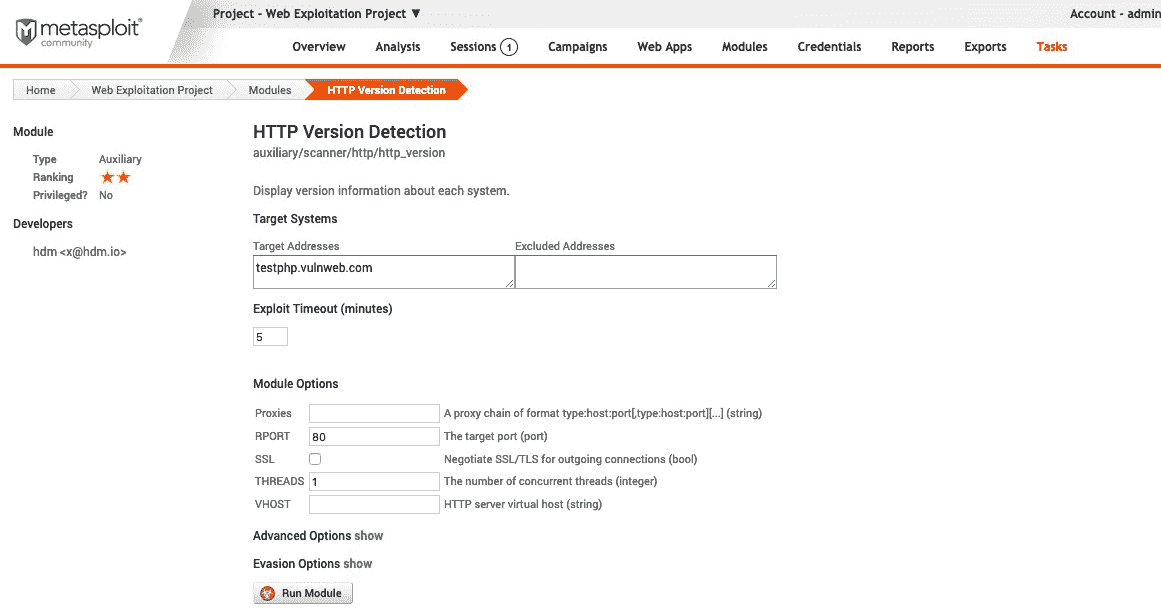 Project - Web Exploitation Project ▼
Account - admin
metasploit®
community
Overview Analysis Sessions 1 Campaigns Web Apps Modules Credentials Reports Exports Tasks
Home Web Exploitation Project Modules HTTP Version Detection
Module
Type Auxiliary
Ranking ★★
Privileged? No
Developers
hdm <x@hdm.io>
HTTP Version Detection
auxiliary/scanner/http/http_version
Display version information about each system.
Target Systems
Target Addresses Excluded Addresses
testphp.vulnweb.com
Exploit Timeout (minutes)
5
Module Options
Proxies A proxy chain of format type:host:port[,type:host:port][...] (string)
RPORT 80 The target port (port)
SSL Negotiate SSL/TLS for outgoing connections (bool)
THREADS 1 The number of concurrent threads (integer)
VHOST HTTP server virtual host (string)
Advanced Options show
Evasion Options show
Run Module